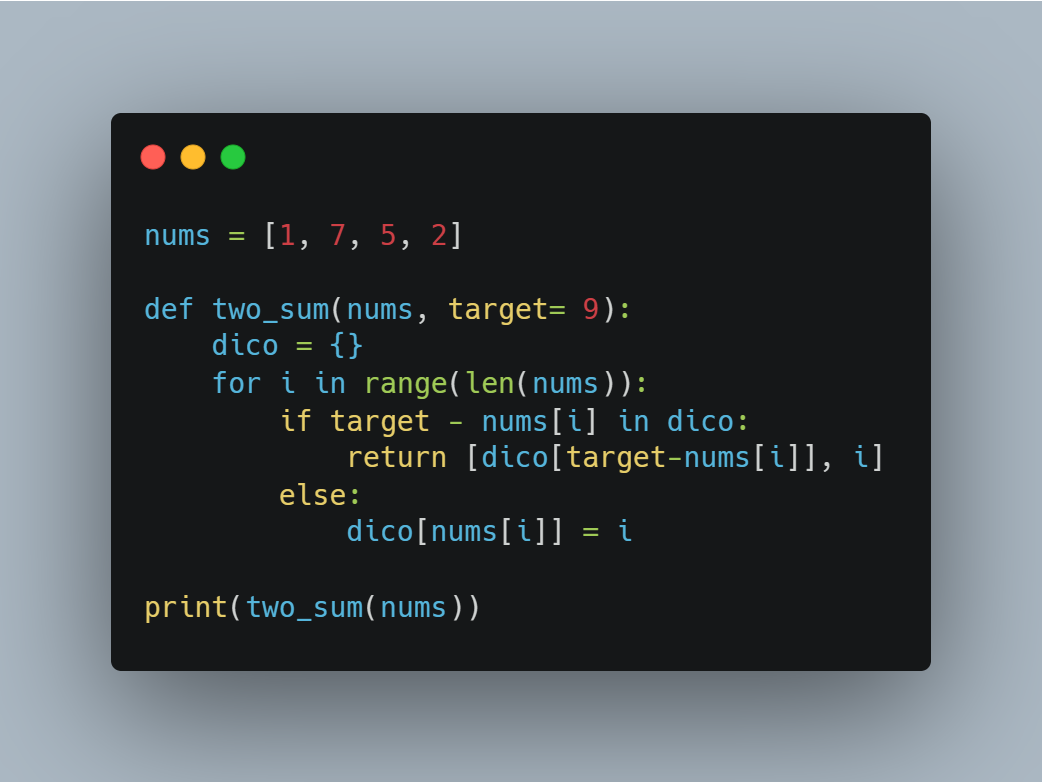 nums = [1, 7, 5, 2]

def two_sum(nums, target= 9):
    dico = {}
    for i in range(len(nums)):
        if target - nums[i] in dico:
            return [dico[target-nums[i]], i]
        else:
            dico[nums[i]] = i

print(two_sum(nums))